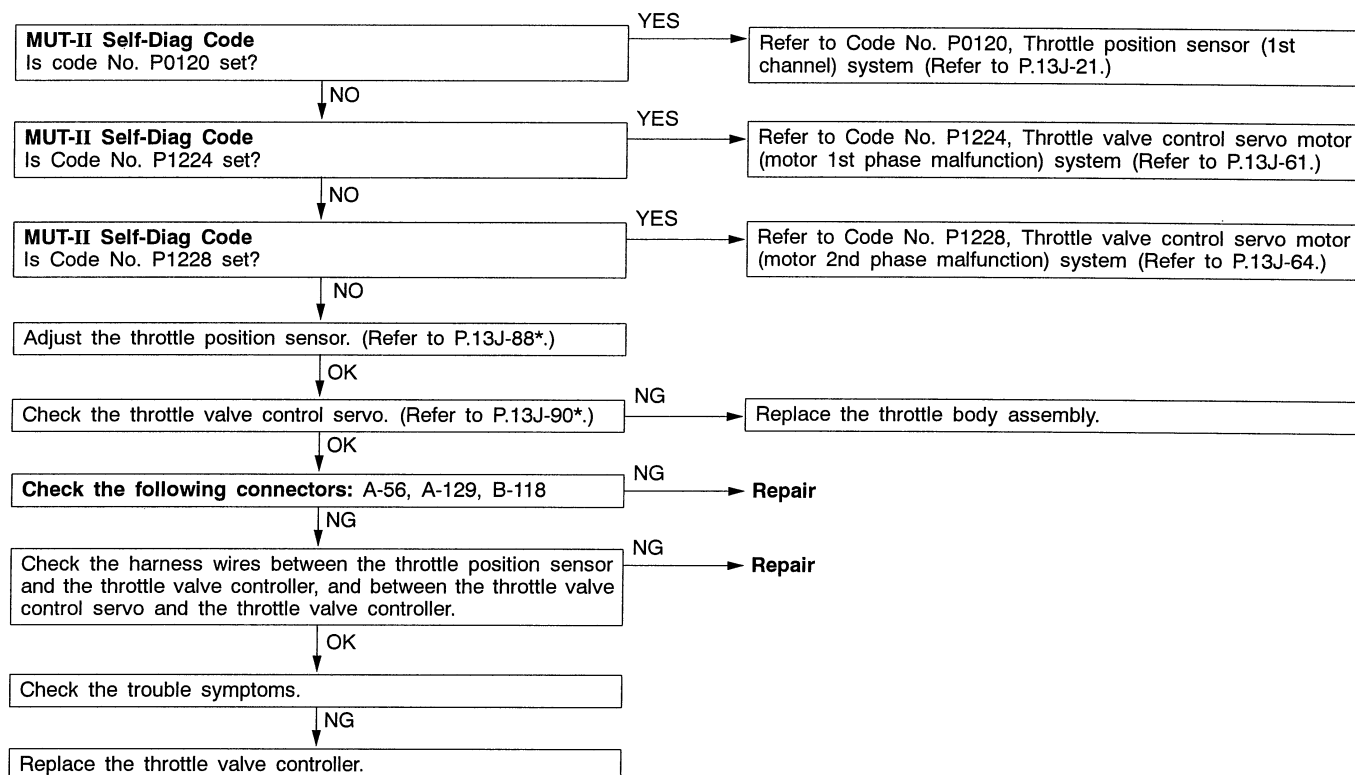 MUT-II Self-Diag Code
Is code No. P0120 set?
YES
Refer to Code No. P0120, Throttle position sensor (1st
channel) system (Refer to P.13J-21.)
NO
MUT-II Self-Diag Code
Is Code No. P1224 set?
YES
Refer to Code No. P1224, Throttle valve control servo motor
(motor 1st phase malfunction) system (Refer to P.13J-61.)
NO
MUT-II Self-Diag Code
Is Code No. P1228 set?
YES
Refer to Code No. P1228, Throttle valve control servo motor
(motor 2nd phase malfunction) system (Refer to P.13J-64.)
NO
Adjust the throttle position sensor. (Refer to P.13J-88*.)
OK
Check the throttle valve control servo. (Refer to P.13J-90*.)
NG
Replace the throttle body assembly.
OK
Check the following connectors: A-56, A-129, B-118
NG
Repair
NG
Check the harness wires between the throttle position sensor
and the throttle valve controller, and between the throttle valve
control servo and the throttle valve controller.
NG
Repair
OK
Check the trouble symptoms.
NG
Replace the throttle valve controller.